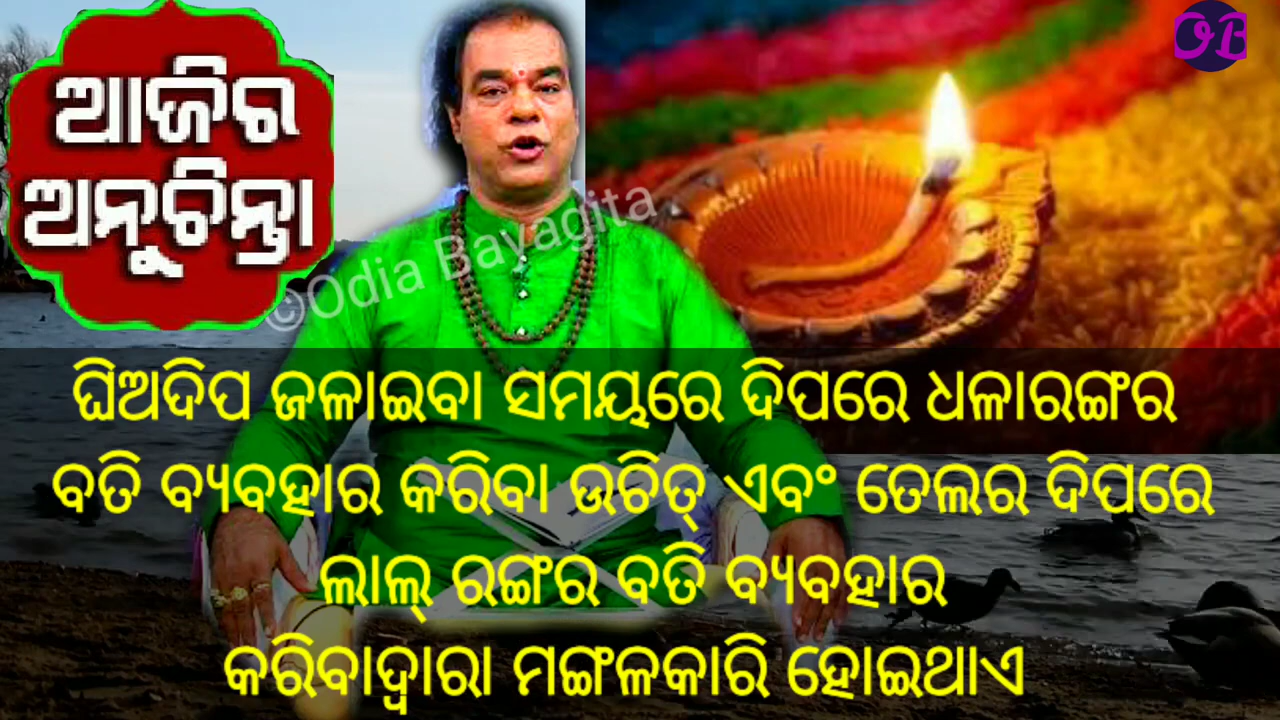 ଆଜିର
ଅନୁଚିନ୍ତା
OB
©Odia Bayagita
ଘିଅଦିପ ଜଳାଇବା ସମୟରେ ଦିପରେ ଧଳାରଙ୍ଗର
ବତି ବ୍ୟବହାର କରିବା ଉଚିତ୍ ଏବଂ ତେଲର ଦିପରେ
ଲାଲ୍ ରଙ୍ଗର ବତି ବ୍ୟବହାର
କରିବାଦ୍ୱାରା ମଙ୍ଗଳକାରି ହୋଇଥାଏ